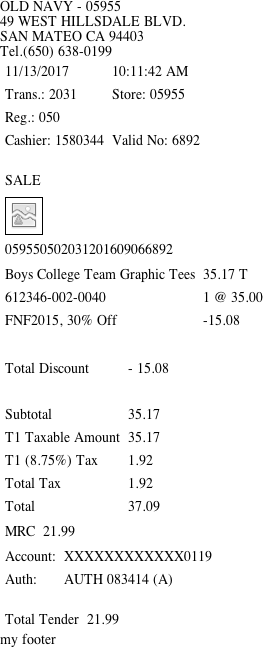 OLD NAVY - 05955
49 WEST HILLSDALE BLVD.
SAN MATEO CA 94403
Tel.(650) 638-0199
11/13/2017 10:11:42 AM
Trans.: 2031 Store: 05955
Reg.: 050
Cashier: 1580344 Valid No: 6892
SALE
059550502031201609066892
Boys College Team Graphic Tees 35.17 T
612346-002-0040 1 @ 35.00
FNF2015, 30% Off -15.08
Total Discount - 15.08
Subtotal 35.17
T1 Taxable Amount 35.17
T1 (8.75%) Tax 1.92
Total Tax 1.92
Total 37.09
MRC 21.99
Account: XXXXXXXXXXXX0119
Auth: AUTH 083414 (A)
Total Tender 21.99
my footer